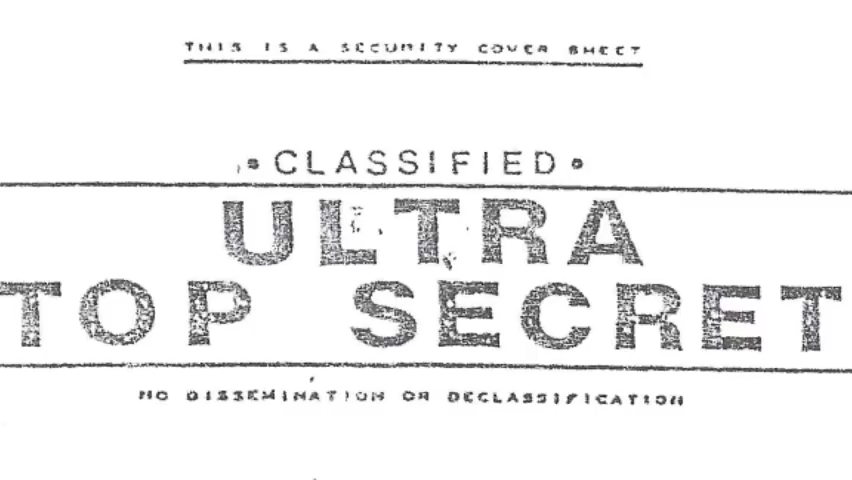 THIS IS A SECURITY COVER SHEET
• CLASSIFIED •
ULTRA
TOP SECRET
NO DISSEMINATION OR DECLASSIFICATION